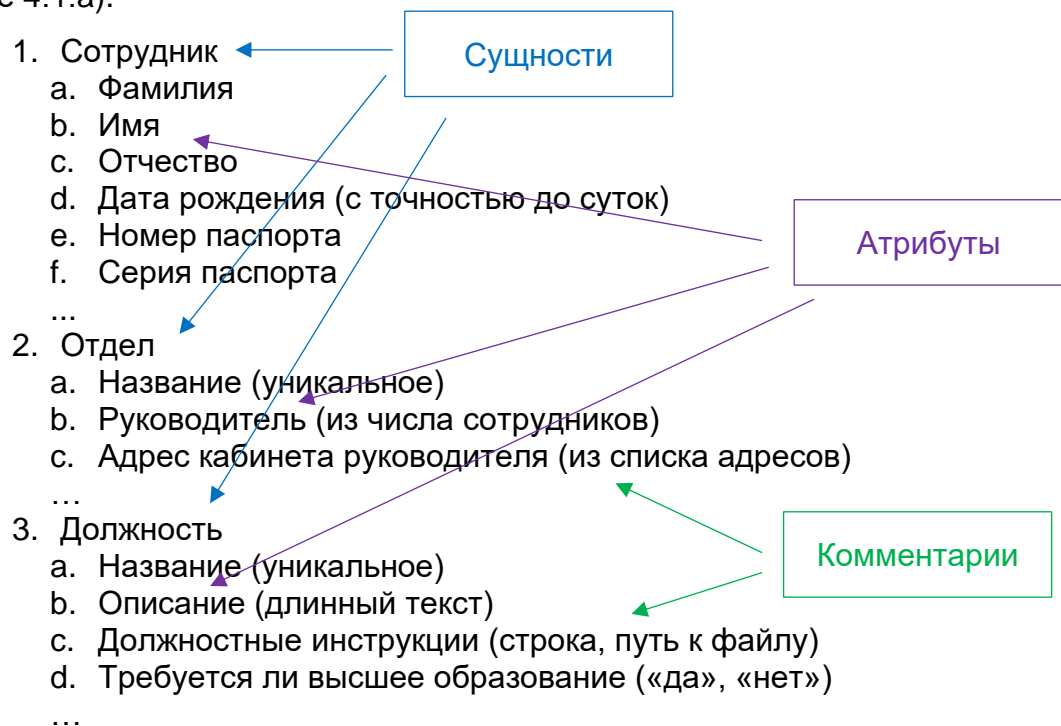 с 4.1.а).
1. Сотрудник
Сущности
a. Фамилия
b. Имя
c. Отчество
d. Дата рождения (с точностью до суток)
e. Номер паспорта
Атрибуты
f. Серия паспорта
...
2. Отдел
a. Название (уникальное)
b. Руководитель (из числа сотрудников)
c. Адрес кабинета руководителя (из списка адресов)
…
3. Должность
Комментарии
a. Название (уникальное)
b. Описание (длинный текст)
c. Должностные инструкции (строка, путь к файлу)
d. Требуется ли высшее образование («да», «нет»)
…